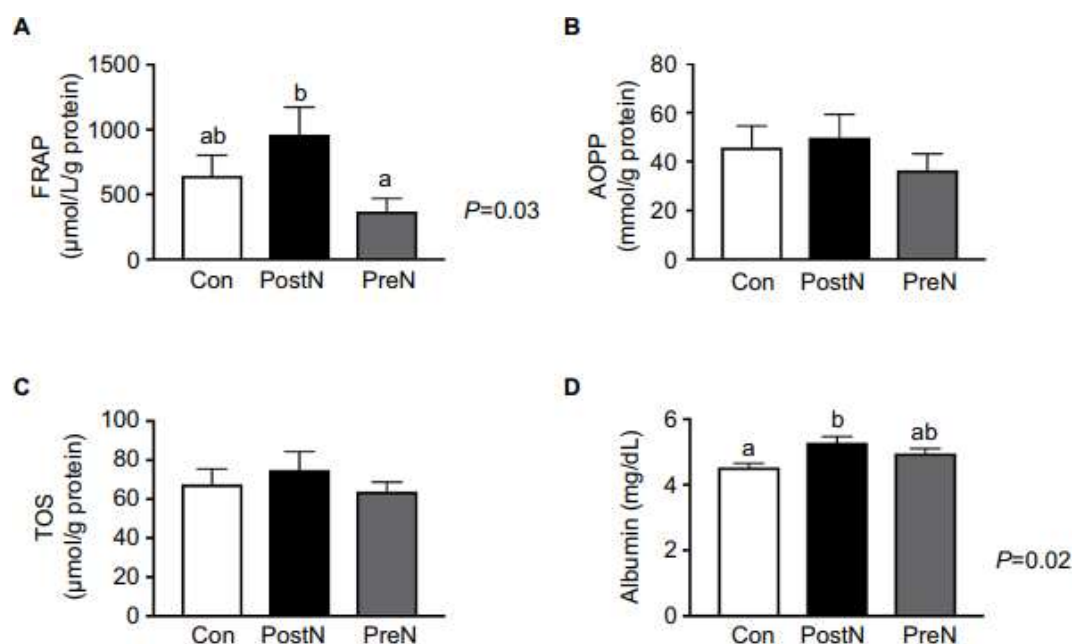 A
FRAP
(μmol/L/g protein)
1500
1000
500
0
ab
b
a
Con PostN PreN
P=0.03
B
AOPP
(mmol/g protein)
80
60
40
20
0
Con PostN PreN
C
TOS
(μmol/g protein)
100
80
60
40
20
0
Con PostN PreN
D
Albumin (mg/dL)
6
4
2
0
a
b
ab
Con PostN PreN
P=0.02